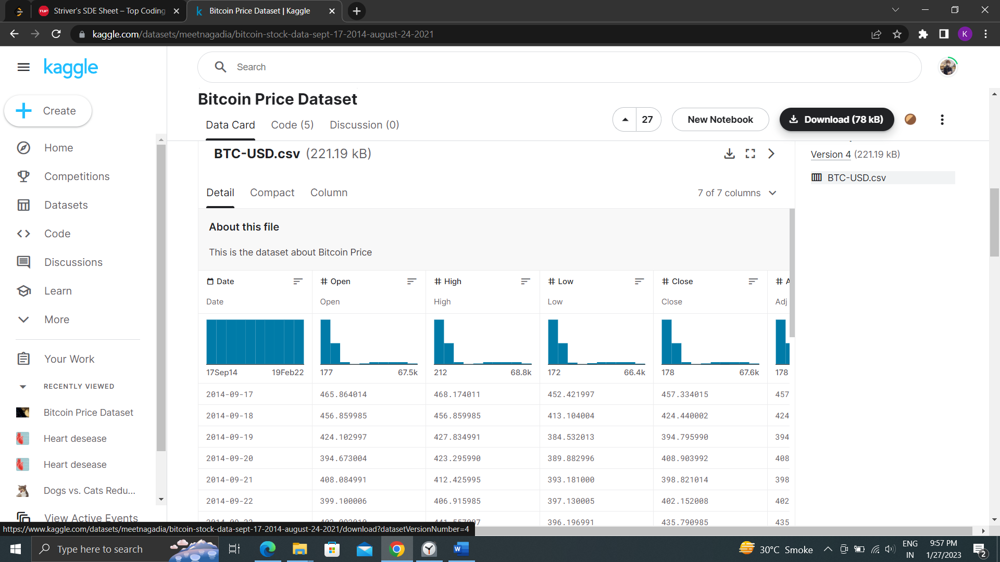 Striver's SDE Sheet – Top Coding
Bitcoin Price Dataset | Kaggle
kaggle.com/datasets/meetnagadia/bitcoin-stock-data-sept-17-2014-august-24-2021
K
kaggle
Search
Create
Bitcoin Price Dataset
Data Card
Code (5)
Discussion (0)
27
New Notebook
Download (78 kB)
Home
Competitions
Datasets
Code
Discussions
Learn
More
Your Work
RECENTLY VIEWED
Bitcoin Price Dataset
Heart desease
Heart desease
Dogs vs. Cats Redu...
View Active Events
BTC-USD.csv (221.19 kB)
Version 4 (221.19 kB)
BTC-USD.csv
Detail
Compact
Column
7 of 7 columns
About this file
This is the dataset about Bitcoin Price
Date # Open # High # Low # Close # A
Date Open High Low Close Adj
17Sep14 19Feb22 177 67.5k 212 68.8k 172 66.4k 178 67.6k 178
2014-09-17 465.864014 468.174011 452.421997 457.334015 457
2014-09-18 456.859985 456.859985 413.104004 424.440002 424
2014-09-19 424.102997 427.834991 384.532013 394.795990 394
2014-09-20 394.673004 423.295990 389.882996 408.903992 408
2014-09-21 408.084991 412.425995 393.181000 398.821014 398
2014-09-22 399.100006 406.915985 397.130005 402.152008 402
396.196991 435.790985 435
https://www.kaggle.com/datasets/meetnagadia/bitcoin-stock-data-sept-17-2014-august-24-2021/download?datasetVersionNumber=4
Type here to search
30°C Smoke
ENG
IN
9:57 PM
1/27/2023
2